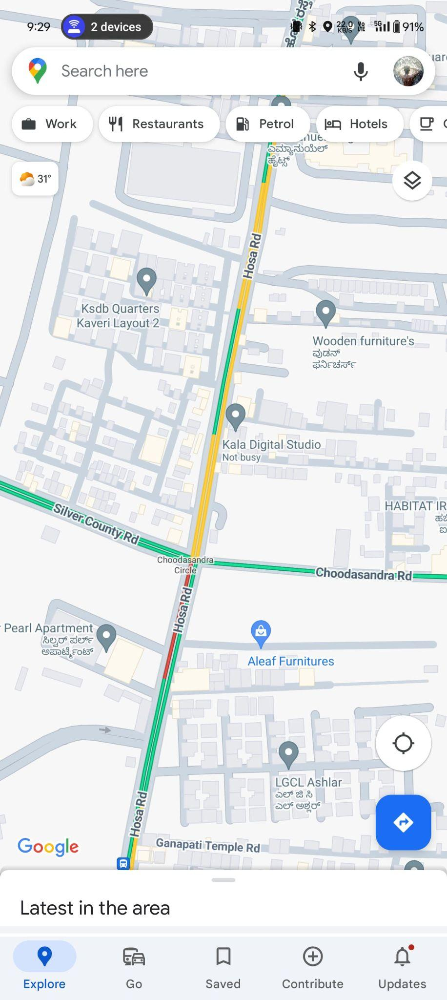 9:29
2 devices
22.0
KB/S
Vo
LTE
5G
91%
Search here
Work
Restaurants
Petrol
Hotels
ಎಮ್ಯಾನುಯೆಲ್
ಹೈಟ್ಸ್
31°
Hosa Rd
Ksdb Quarters
Kaveri Layout 2
Wooden furniture's
ವುಡನ್
ಫರ್ನಿಚರ್ಸ್
Kala Digital Studio
Not busy
HABITAT IR
Silver County Rd
Choodasandra
Circle
Choodasandra Rd
Hosa Rd
Pearl Apartment
ಸಿಲ್ವರ್ ಪರ್ಲ್
ಅಪಾರ್ಟ್ಮೆಂಟ್
Aleaf Furnitures
LGCL Ashlar
ಎಲ್ ಜಿ ಸಿ
ಎಲ್ ಅಶ್ಲರ್
Hosa Rd
Google
Ganapati Temple Rd
Latest in the area
Explore
Go
Saved
Contribute
Updates